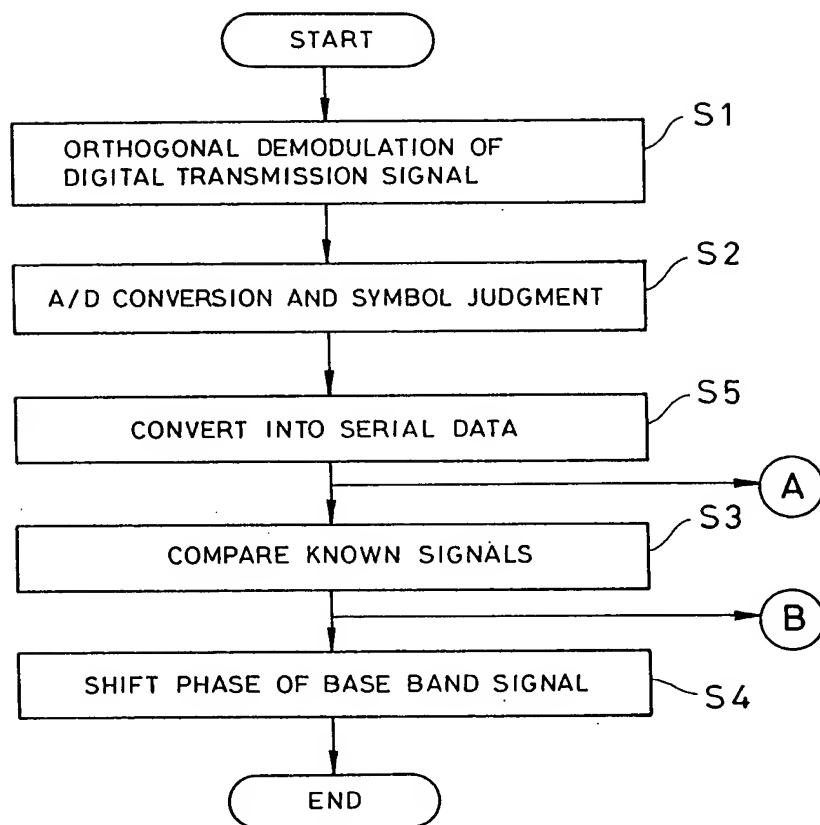 START
S1
ORTHOGONAL DEMODULATION OF
DIGITAL TRANSMISSION SIGNAL
S2
A/D CONVERSION AND SYMBOL JUDGMENT
S5
CONVERT INTO SERIAL DATA
A
S3
COMPARE KNOWN SIGNALS
B
SHIFT PHASE OF BASE BAND SIGNAL
S4
END